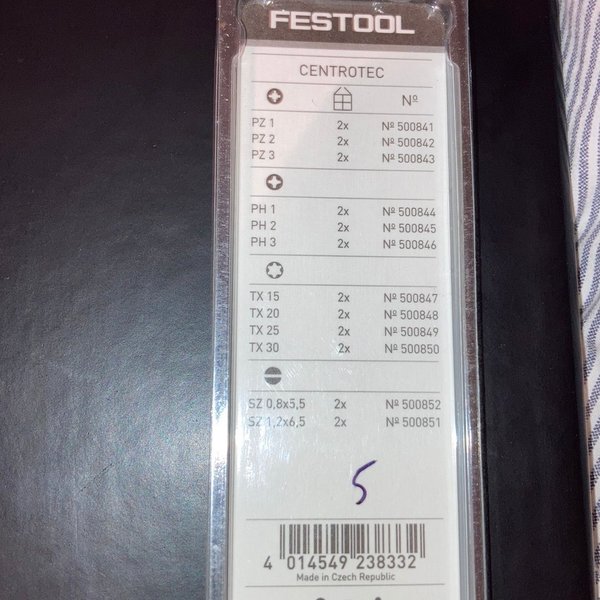 FESTOOL
CENTROTEC
Nº
PZ 1 2x Nº 500841
PZ 2 2x Nº 500842
PZ 3 2x Nº 500843
PH 1 2x Nº 500844
PH 2 2x Nº 500845
PH 3 2x Nº 500846
TX 15 2x Nº 500847
TX 20 2x Nº 500848
TX 25 2x Nº 500849
TX 30 2x Nº 500850
SZ 0,8x5,5 2x Nº 500852
SZ 1,2x6,5 2x Nº 500851
5
4 014549 238332
Made in Czech Republic